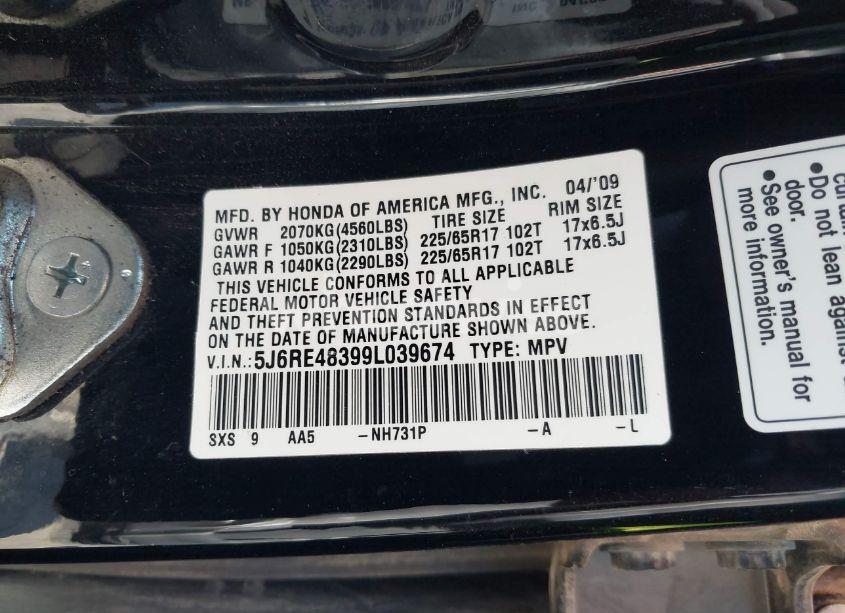 MFD. BY HONDA OF AMERICA MFG., INC. 04/'09
GVWR 2070KG(4560LBS) TIRE SIZE RIM SIZE
GAWR F 1050KG(2310LBS) 225/65R17 102T 17x6.5J
GAWR R 1040KG(2290LBS) 225/65R17 102T 17x6.5J
THIS VEHICLE CONFORMS TO ALL APPLICABLE
FEDERAL MOTOR VEHICLE SAFETY
AND THEFT PREVENTION STANDARDS IN EFFECT
ON THE DATE OF MANUFACTURE SHOWN ABOVE.
V.I.N.: 5J6RE48399L039674 TYPE: MPV
SXS 9 AA5 -NH731P -A -L
door.
• Do not lean against
• See owner's manual for
more information.